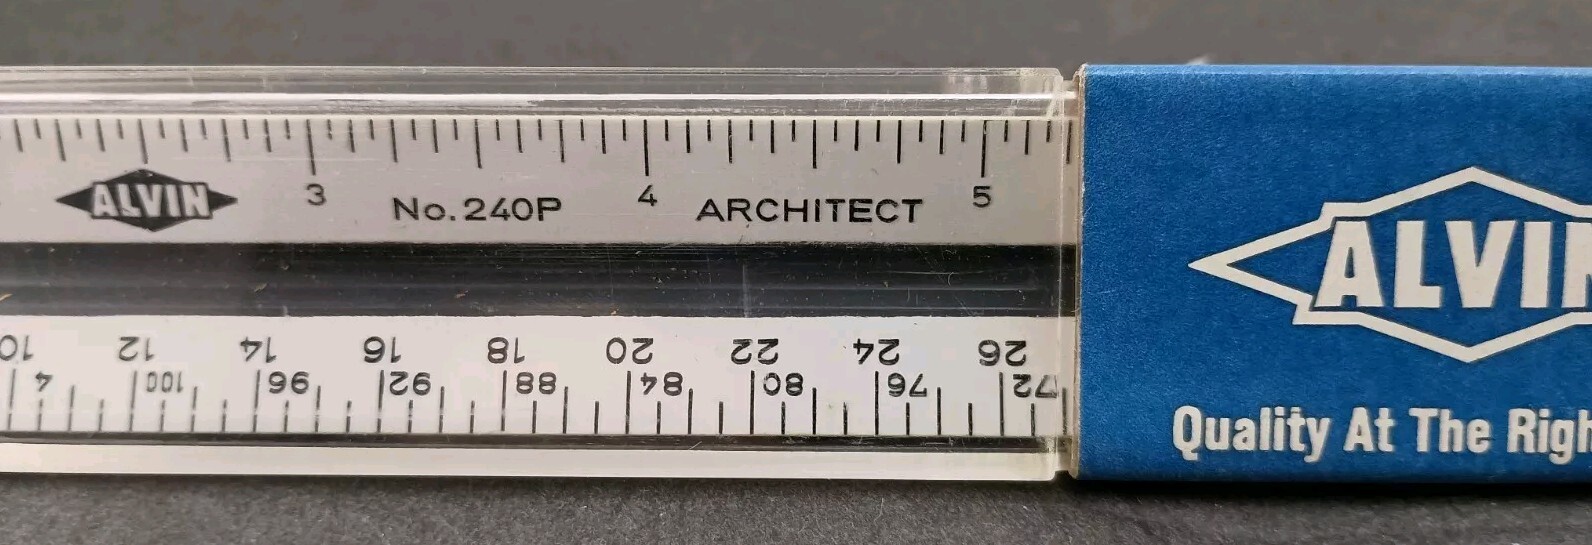 3 4 5
ALVIN No. 240P ARCHITECT
10 12 14 16 18 20 22 24 26
4 100 96 92 88 84 80 76 72
ALVIN
Quality At The Righ